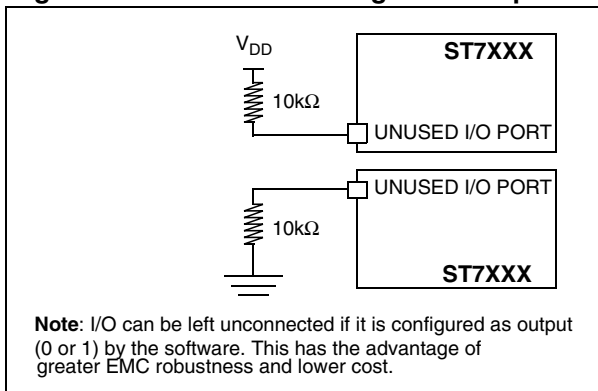 V_DD
ST7XXX
10kΩ
UNUSED I/O PORT
UNUSED I/O PORT
10kΩ
ST7XXX
Note: I/O can be left unconnected if it is configured as output
(0 or 1) by the software. This has the advantage of
greater EMC robustness and lower cost.